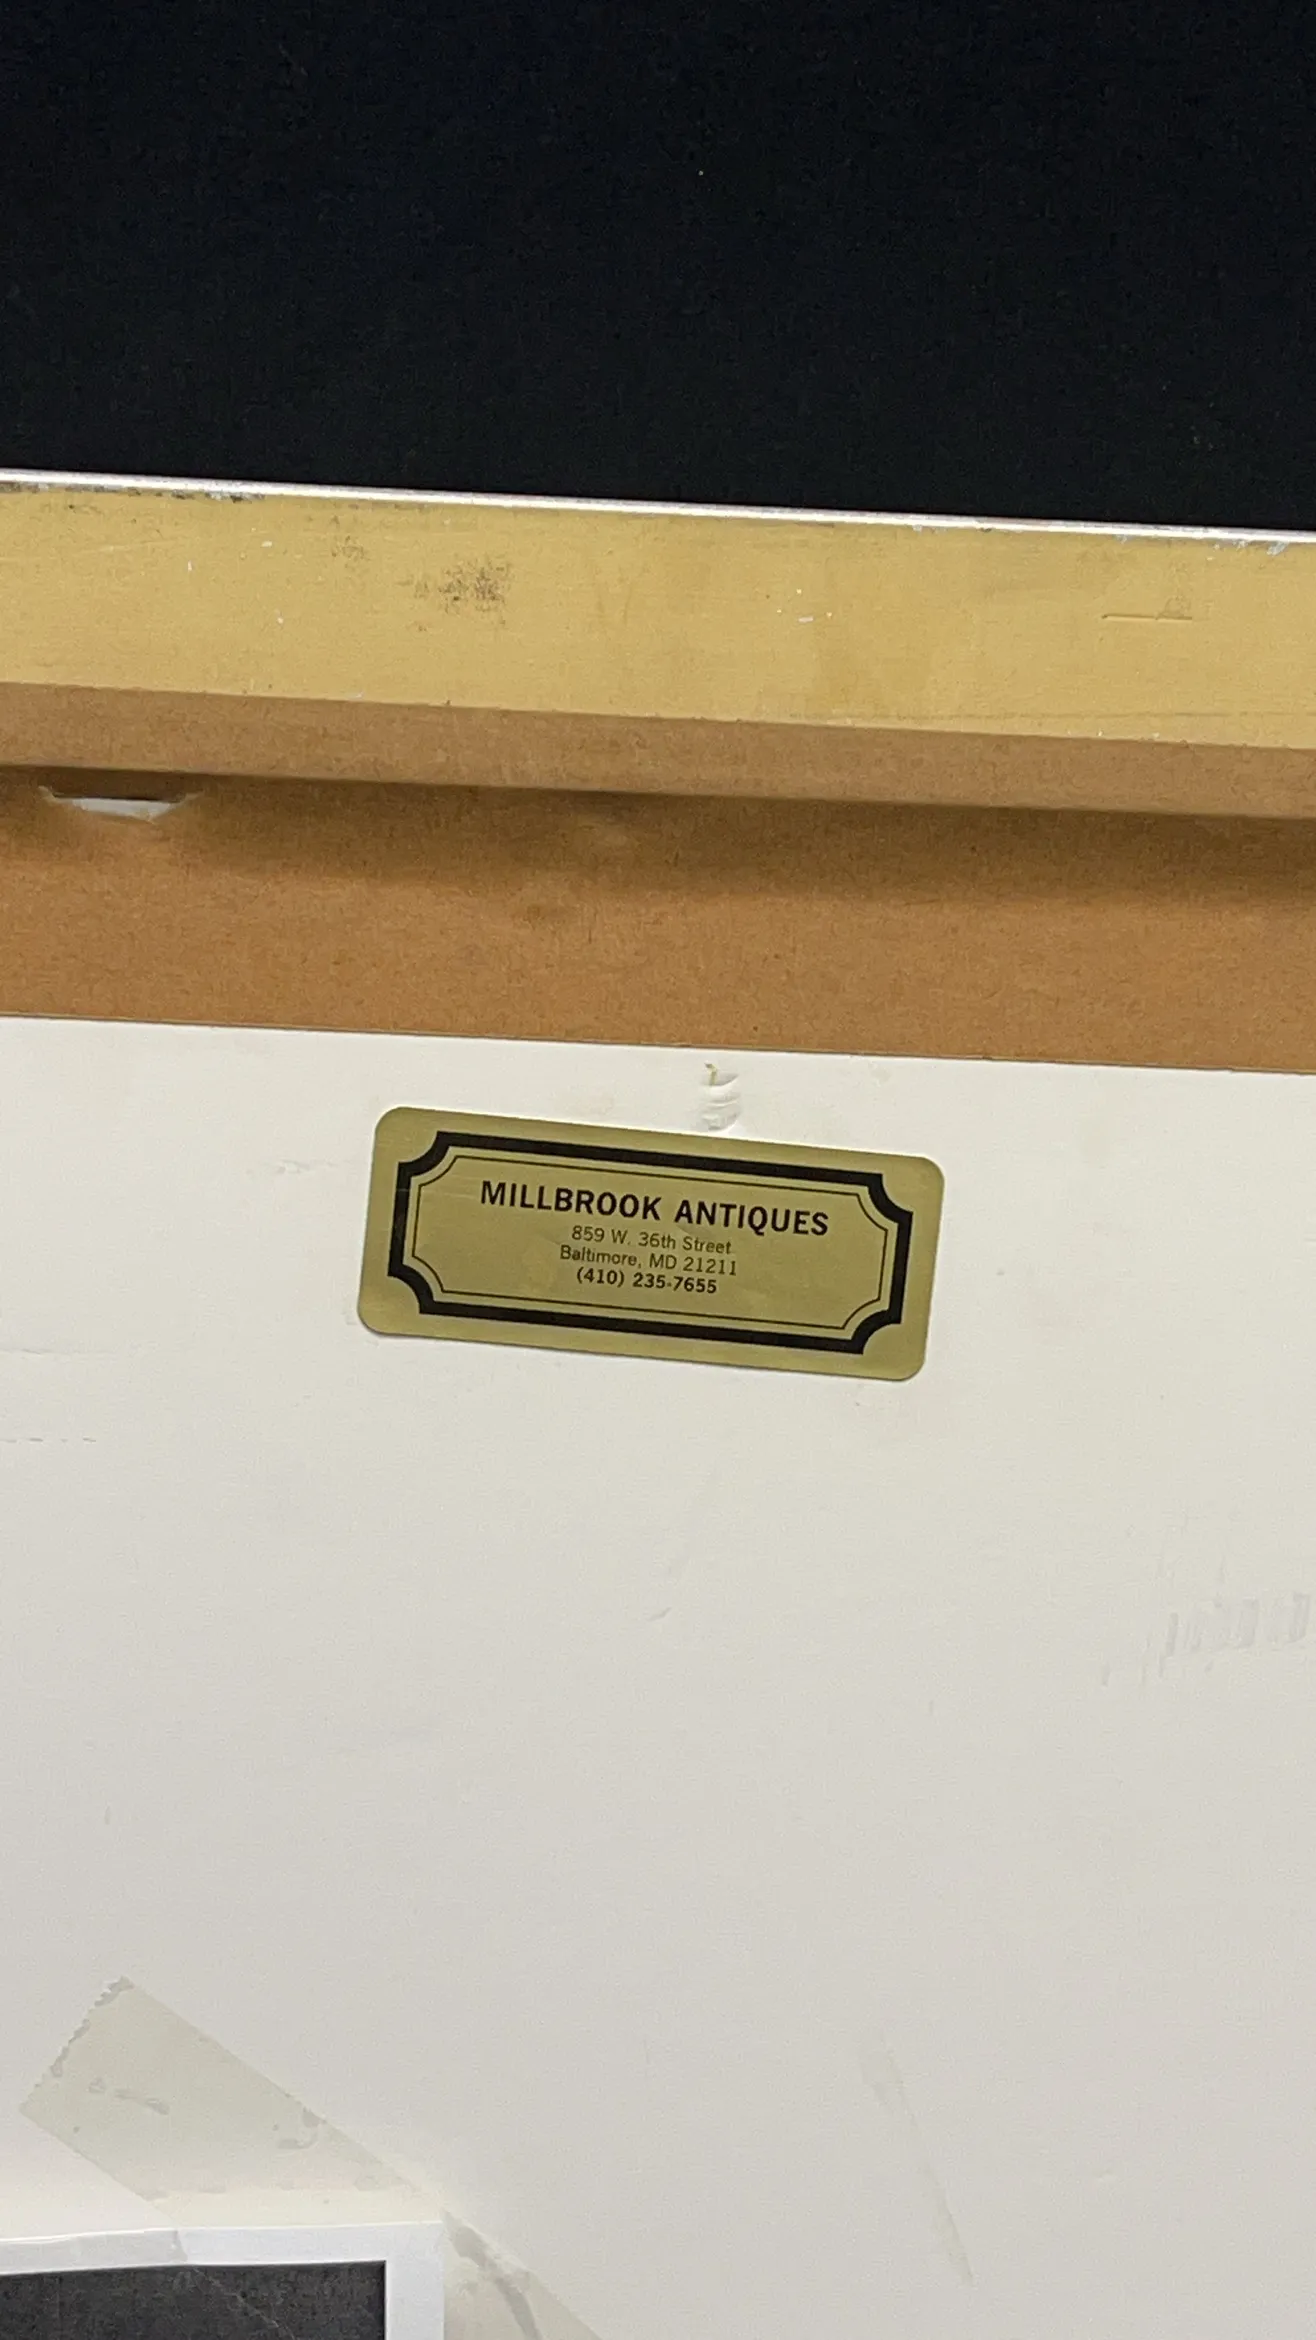 MILLBROOK ANTIQUES
859 W. 36th Street
Baltimore, MD 21211
(410) 235-7655